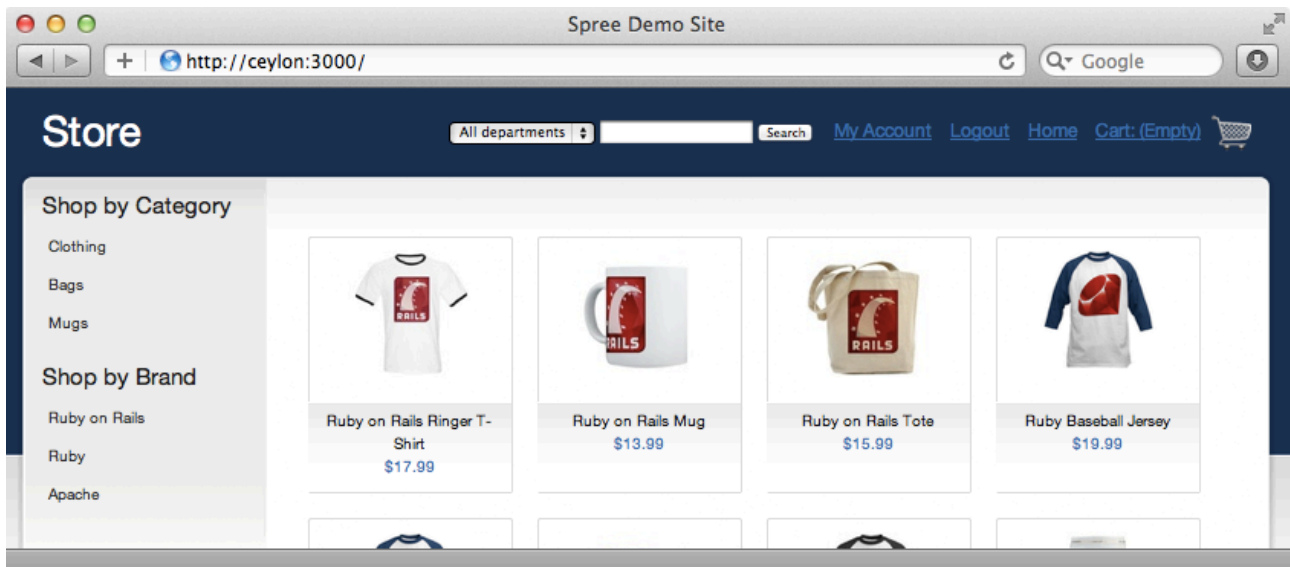 Spree Demo Site
http://ceylon:3000/
Google
Store
All departments
Search
My Account Logout Home Cart: (Empty)
Shop by Category
Clothing
Bags
Mugs
Shop by Brand
Ruby on Rails
Ruby
Apache
RAILS
RAILS
RAILS
Ruby on Rails Ringer T-
Shirt
$17.99
Ruby on Rails Mug
$13.99
Ruby on Rails Tote
$15.99
Ruby Baseball Jersey
$19.99